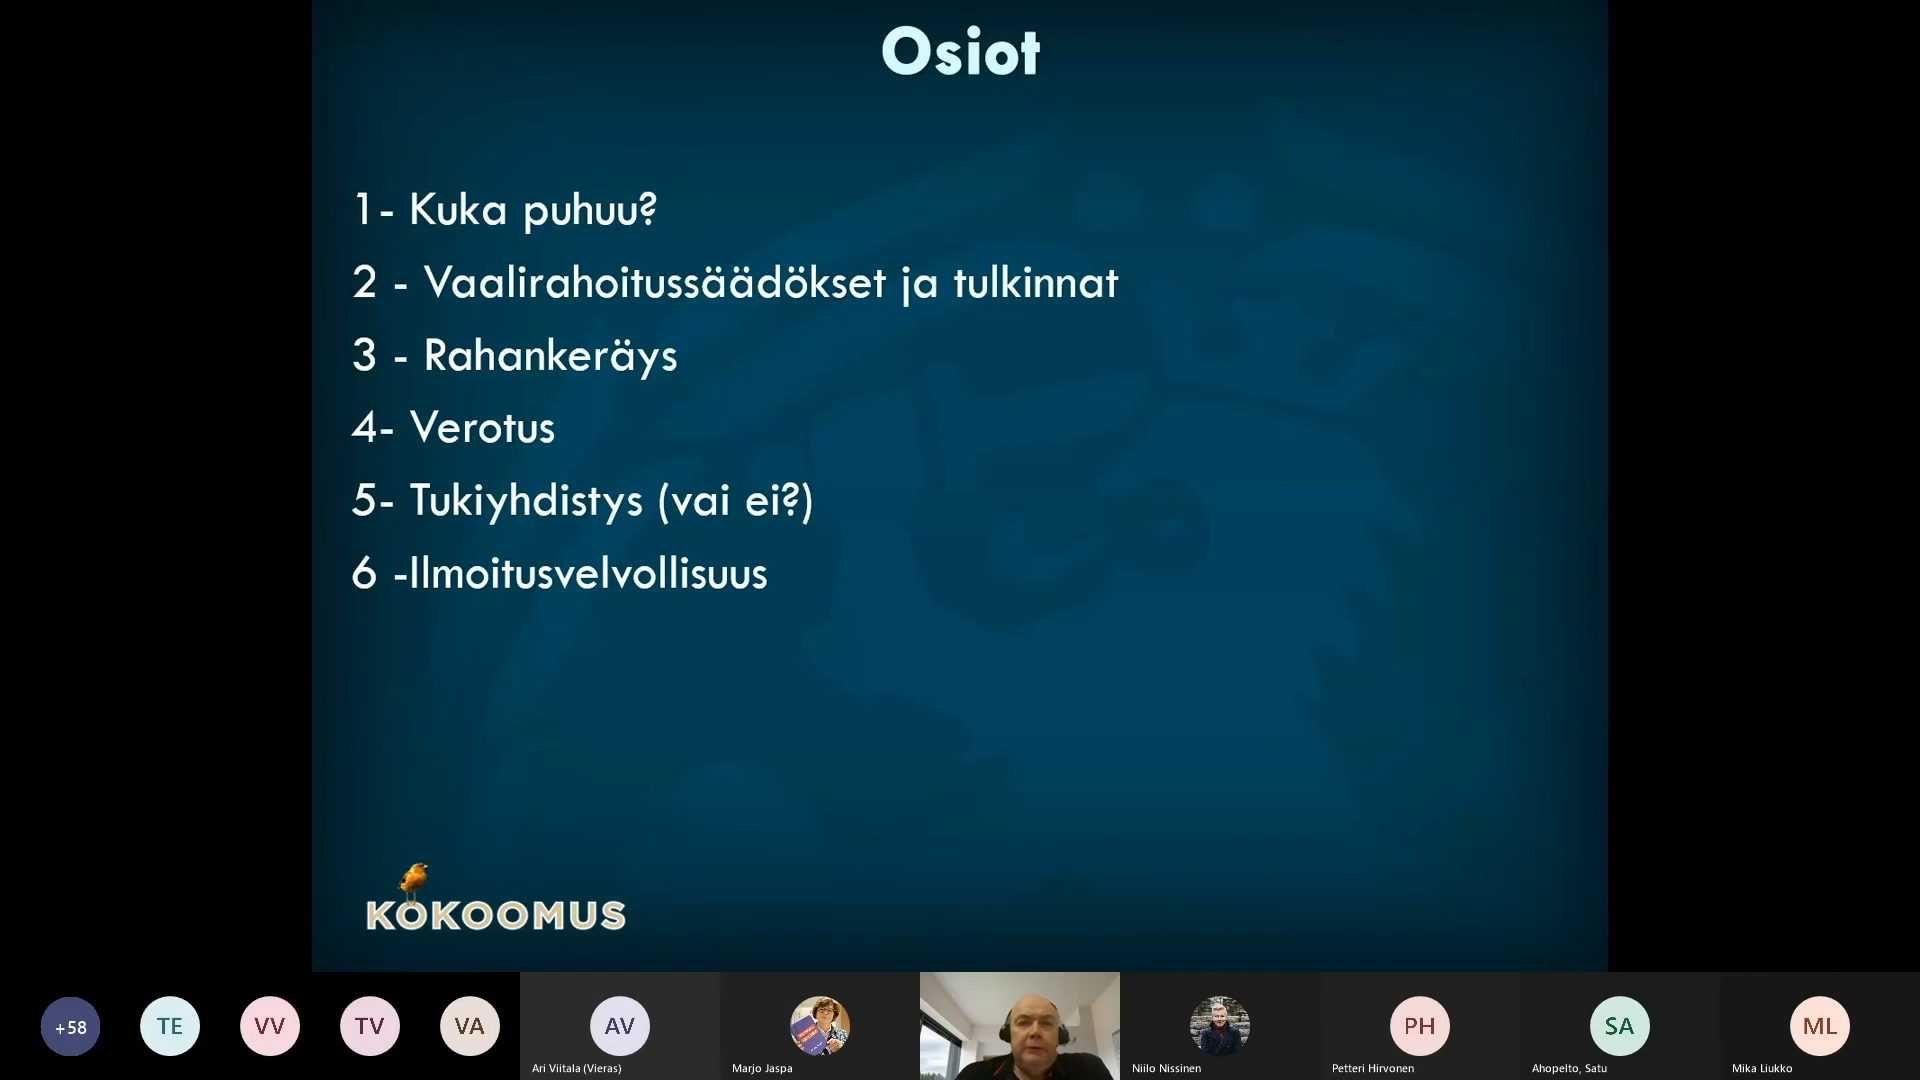 Osiot
1- Kuka puhuu?
2 - Vaalirahoitussäädökset ja tulkinnat
3 - Rahankeräys
4- Verotus
5- Tukiyhdistys (vai ei?)
6 -Ilmoitusvelvollisuus
KOKOOMUS
+58
TE
VV
TV
VA
AV
PH
SA
ML
Ari Viitala (Vieras)
Marjo Jaspa
Niilo Nissinen
Petteri Hirvonen
Ahopelto, Satu
Mika Liukko